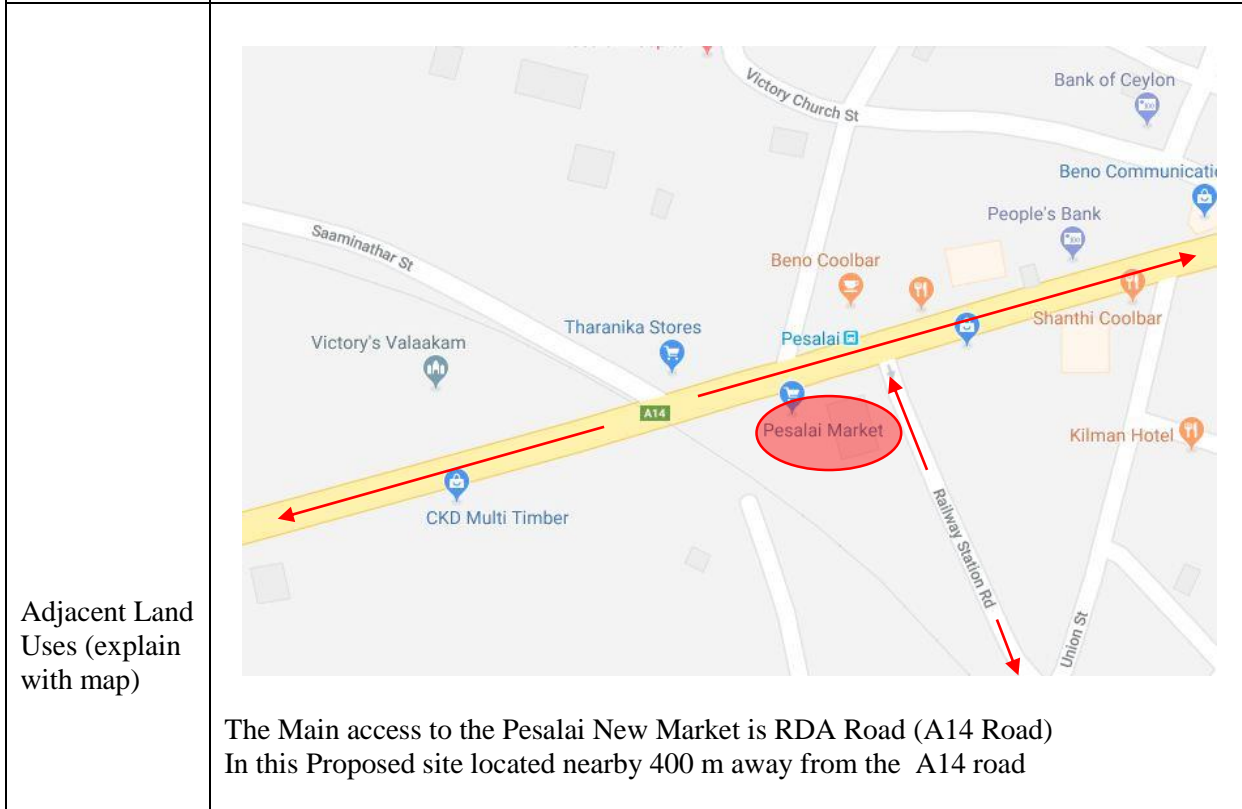 Adjacent Land
Uses (explain
with map)
Victory Church St
Bank of Ceylon
Beno Communicati
People's Bank
Saaminathar St
Beno Coolbar
Shanthi Coolbar
Tharanika Stores
Pesalai
Victory's Valaakam
A14
Pesalai Market
Kilman Hotel
CKD Multi Timber
Railway Station Rd
Union St
The Main access to the Pesalai New Market is RDA Road (A14 Road)
In this Proposed site located nearby 400 m away from the A14 road